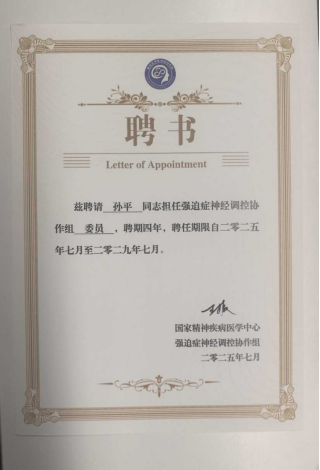 聘书
Letter of Appointment
兹聘请 孙平 同志担任强迫症神经调控协
作组 委员 ，聘期四年，聘任期限自二零二五
年七月至二零二九年七月。
国家精神疾病医学中心
强迫症神经调控协作组
二零二五年七月